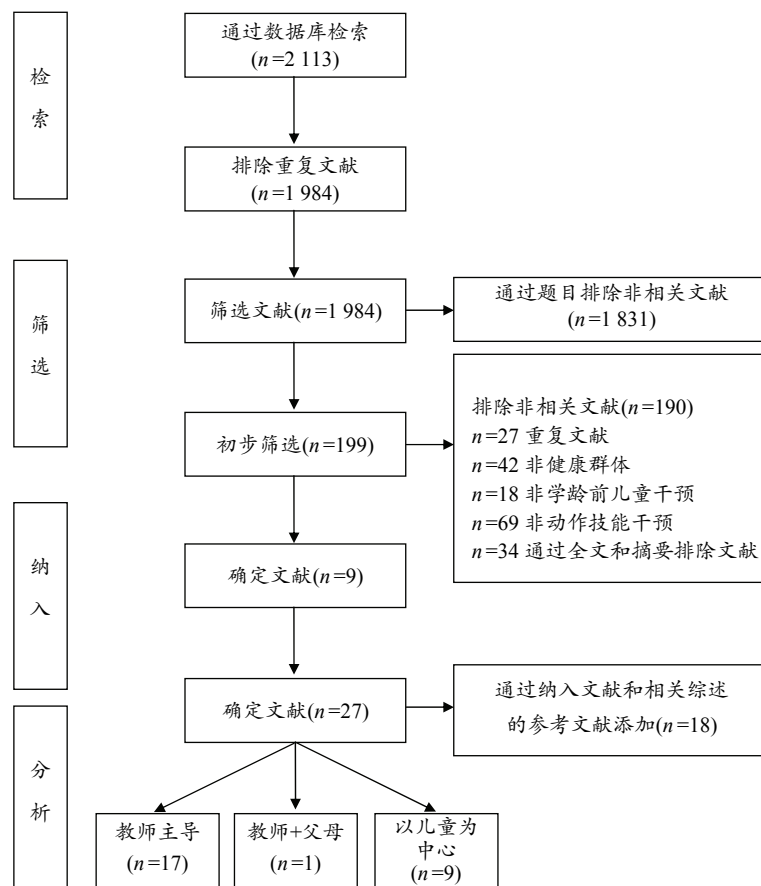 检
索
通过数据库检索
(n=2 113)
排除重复文献
(n=1 984)
筛
选
筛选文献(n=1 984)
通过题目排除非相关文献
(n=1 831)
初步筛选(n=199)
排除非相关文献(n=190)
n=27 重复文献
n=42 非健康群体
n=18 非学龄前儿童干预
n=69 非动作技能干预
n=34 通过全文和摘要排除文献
纳
入
确定文献(n=9)
确定文献(n=27)
通过纳入文献和相关综述
的参考文献添加(n=18)
分
析
教师主导
(n=17)
教师+父母
(n=1)
以儿童为
中心
(n=9)